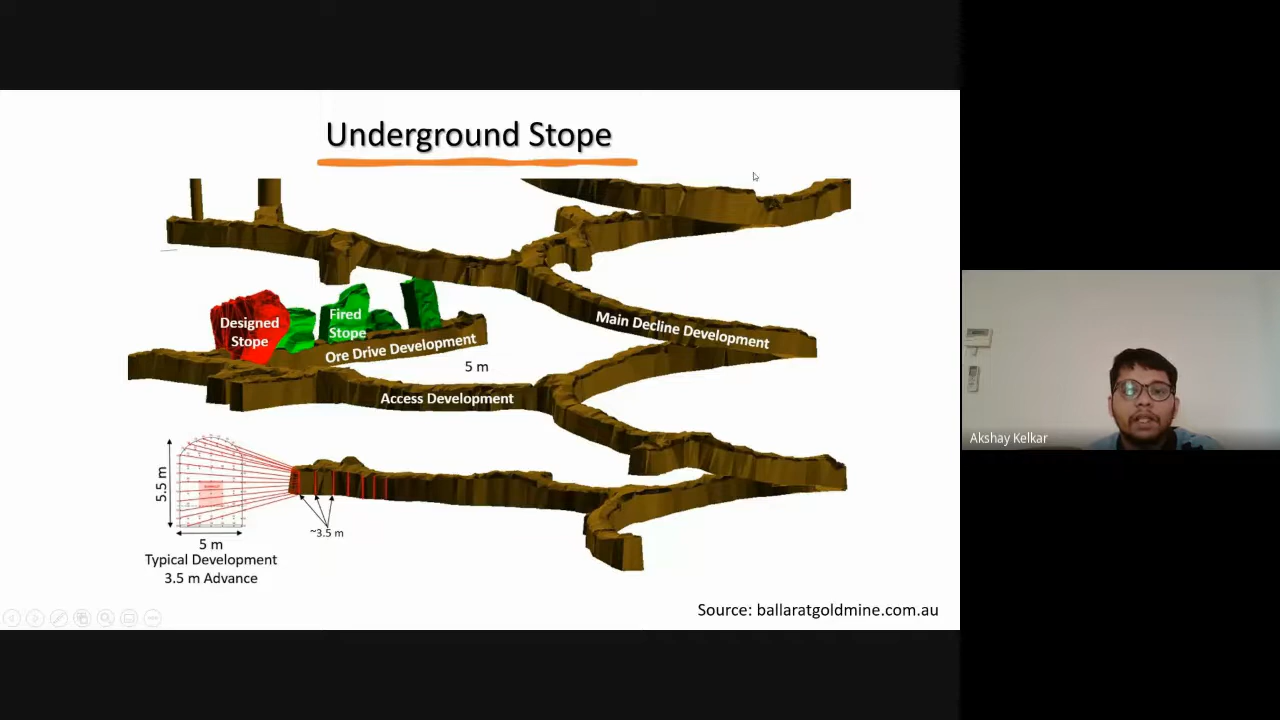 Underground Stope
Designed
Stope
Fired
Stope
Ore Drive Development
Main Decline Development
5 m
Access Development
5.5 m
~3.5 m
5 m
Typical Development
3.5 m Advance
Source: ballaratgoldmine.com.au
Akshay Kelkar